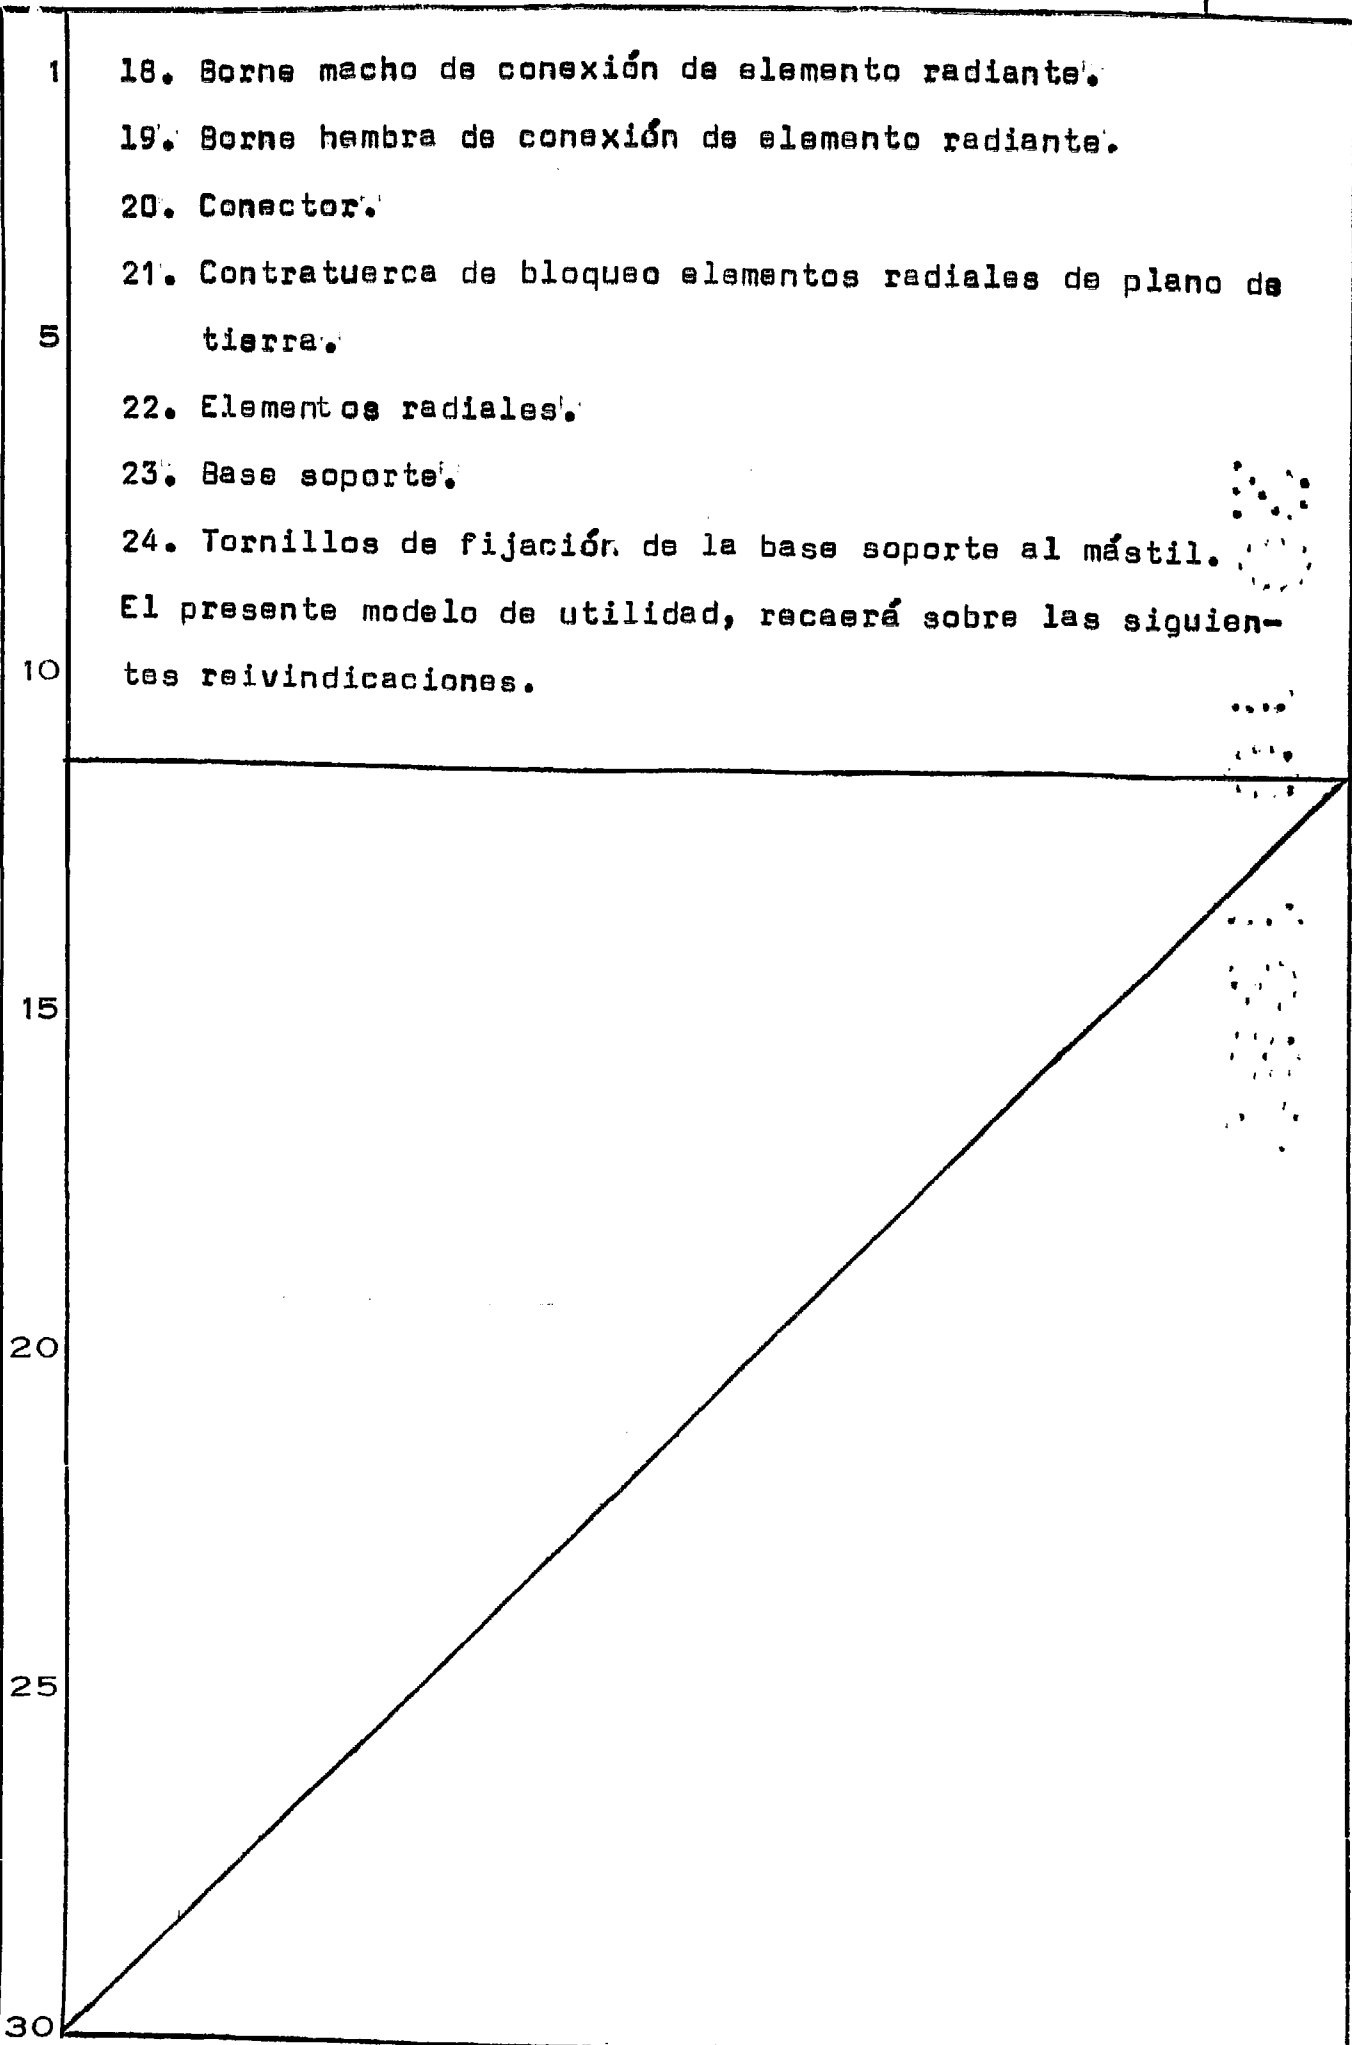 1 18. Borne macho de conexión de elemento radiante.
19. Borne hembra de conexión de elemento radiante.
20. Conector.
21. Contratuerca de bloqueo elementos radiales de plano de
5 tierra.
22. Elementos radiales.
23. Base soporte.
24. Tornillos de fijación de la base soporte al mástil.
El presente modelo de utilidad, recaerá sobre las siguien-
10 tes reivindicaciones.
15
20
25
30